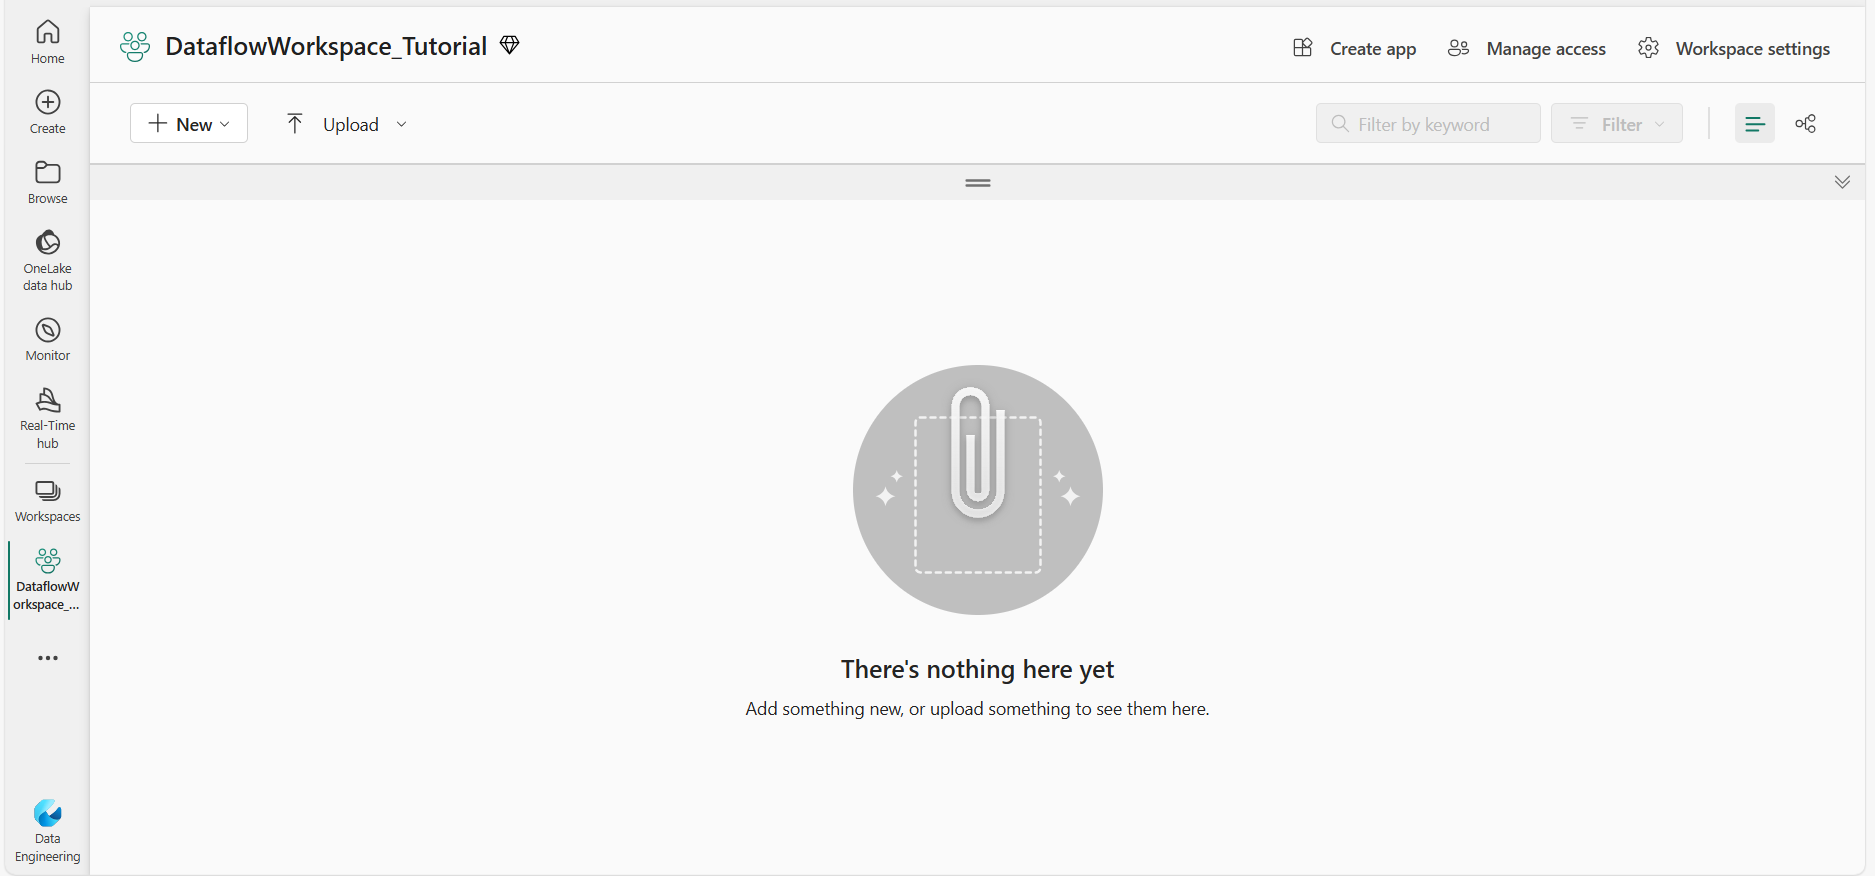 Home
Create
Browse
OneLake
data hub
Monitor
Real-Time
hub
Workspaces
DataflowW
orkspace_...
Data
Engineering
DataflowWorkspace_Tutorial
Create app
Manage access
Workspace settings
New
Upload
Filter by keyword
Filter
There's nothing here yet
Add something new, or upload something to see them here.